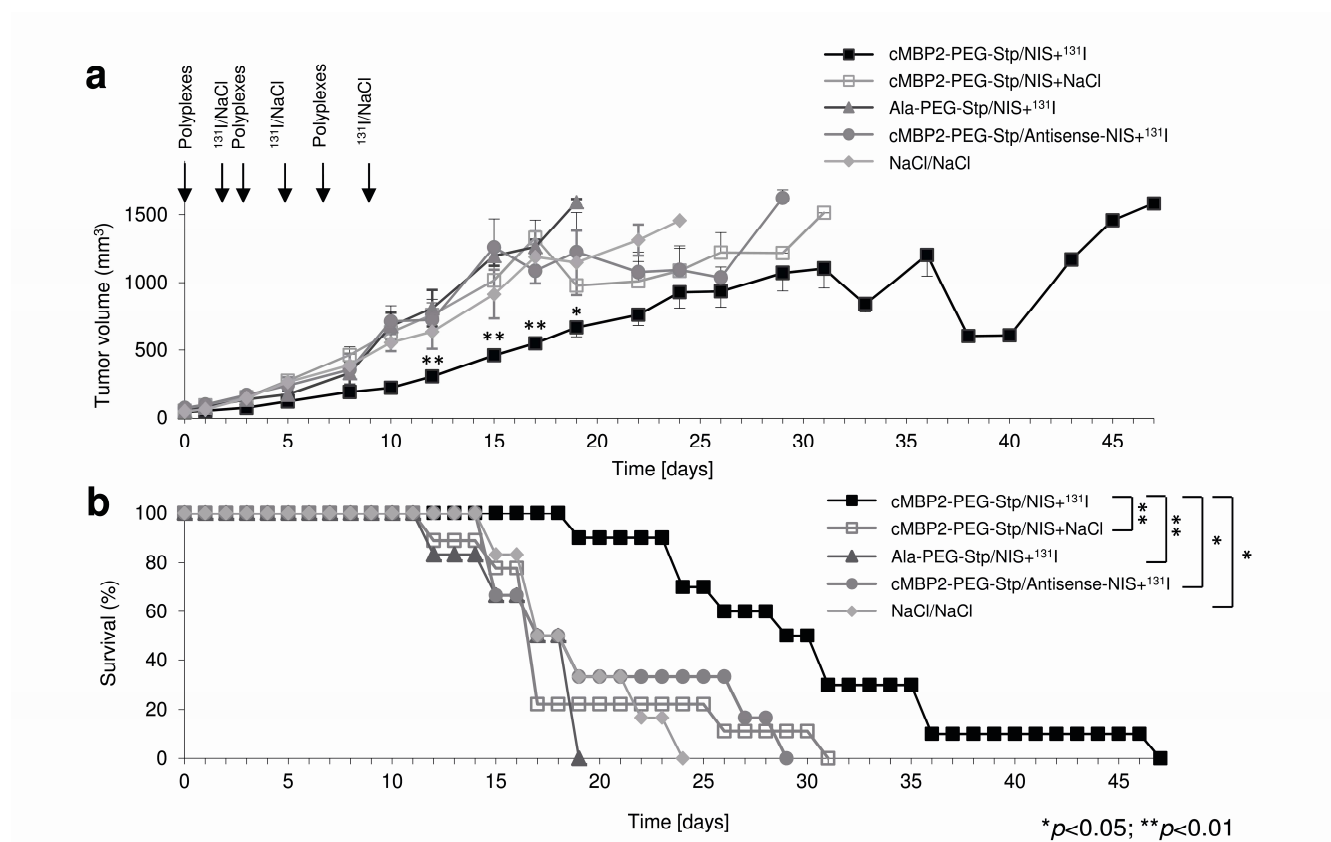 a
Polyplexes
¹³¹I/NaCl
Polyplexes
¹³¹I/NaCl
Polyplexes
¹³¹I/NaCl
cMBP2-PEG-Stp/NIS+¹³¹I
cMBP2-PEG-Stp/NIS+NaCl
Ala-PEG-Stp/NIS+¹³¹I
cMBP2-PEG-Stp/Antisense-NIS+¹³¹I
NaCl/NaCl
Tumor volume (mm³)
1500
1000
500
0
** ** ** *
0 5 10 15 20 25 30 35 40 45
Time [days]
b
cMBP2-PEG-Stp/NIS+¹³¹I
cMBP2-PEG-Stp/NIS+NaCl
Ala-PEG-Stp/NIS+¹³¹I
cMBP2-PEG-Stp/Antisense-NIS+¹³¹I
NaCl/NaCl
** ** * *
Survival (%)
100
80
60
40
20
0
0 5 10 15 20 25 30 35 40 45
Time [days]
*p<0.05; **p<0.01